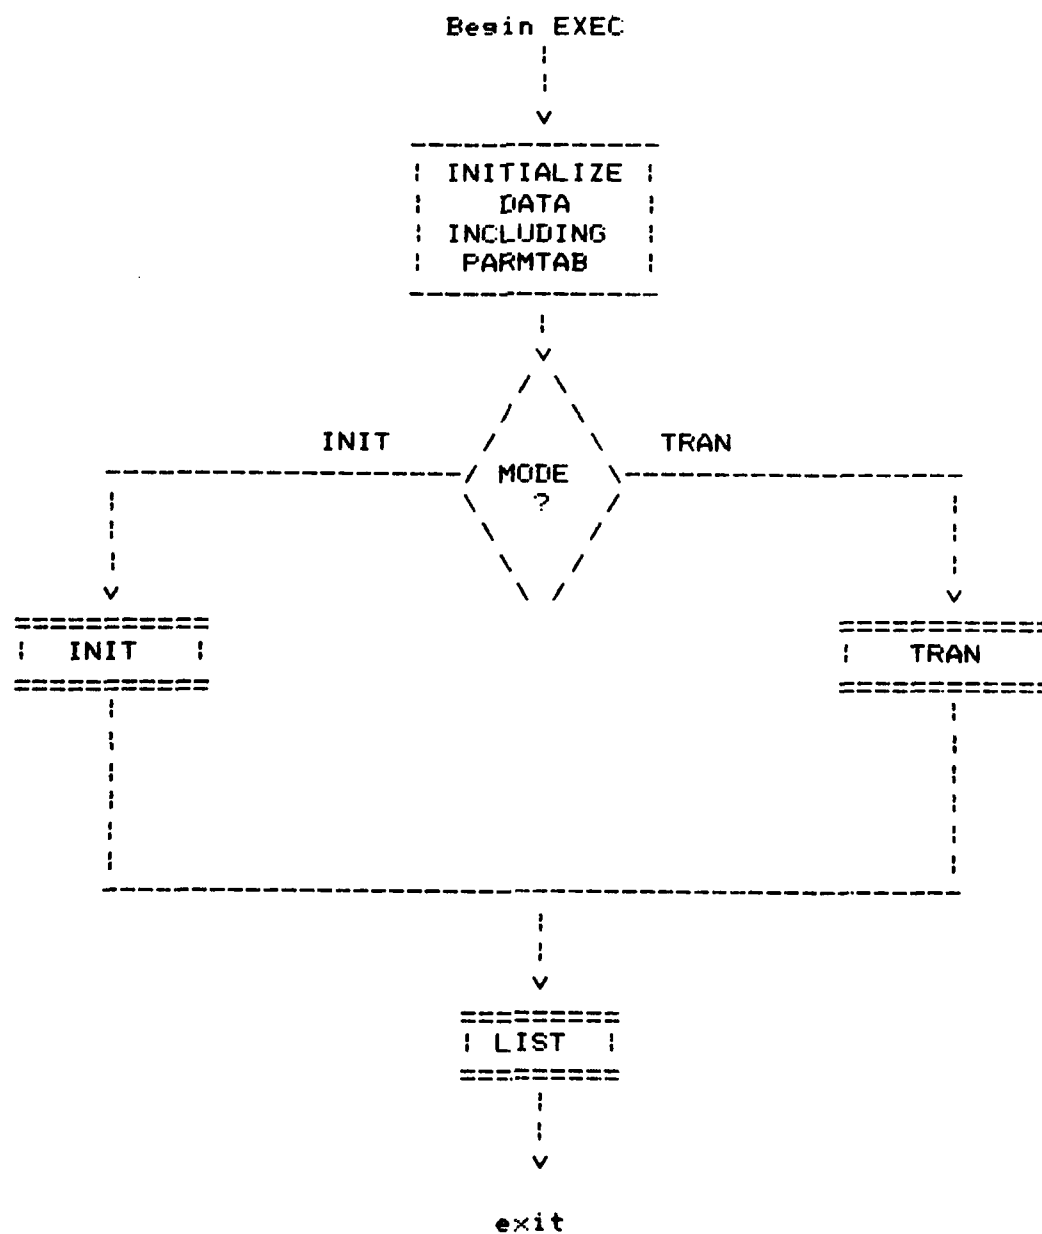 Begin EXEC
INITIALIZE
DATA
INCLUDING
PARMTAB
INIT TRAN
MODE
?
INIT TRAN
LIST
exit